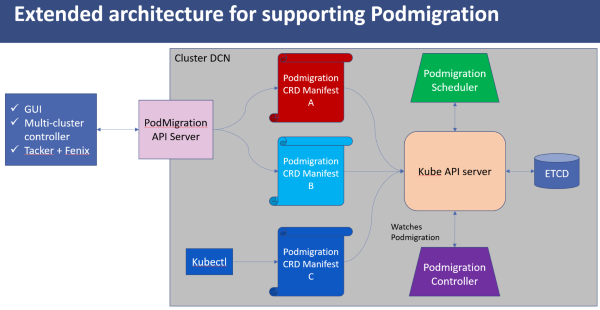 Extended architecture for supporting Podmigration
Cluster DCN
GUI
Multi-cluster
controller
Tacker + Fenix
PodMigration
API Server
Podmigration
CRD Manifest
A
Podmigration
CRD Manifest
B
Kubectl
Podmigration
CRD Manifest
C
Podmigration
Scheduler
Kube API server
ETCD
Watches
Podmigration
Podmigration
Controller